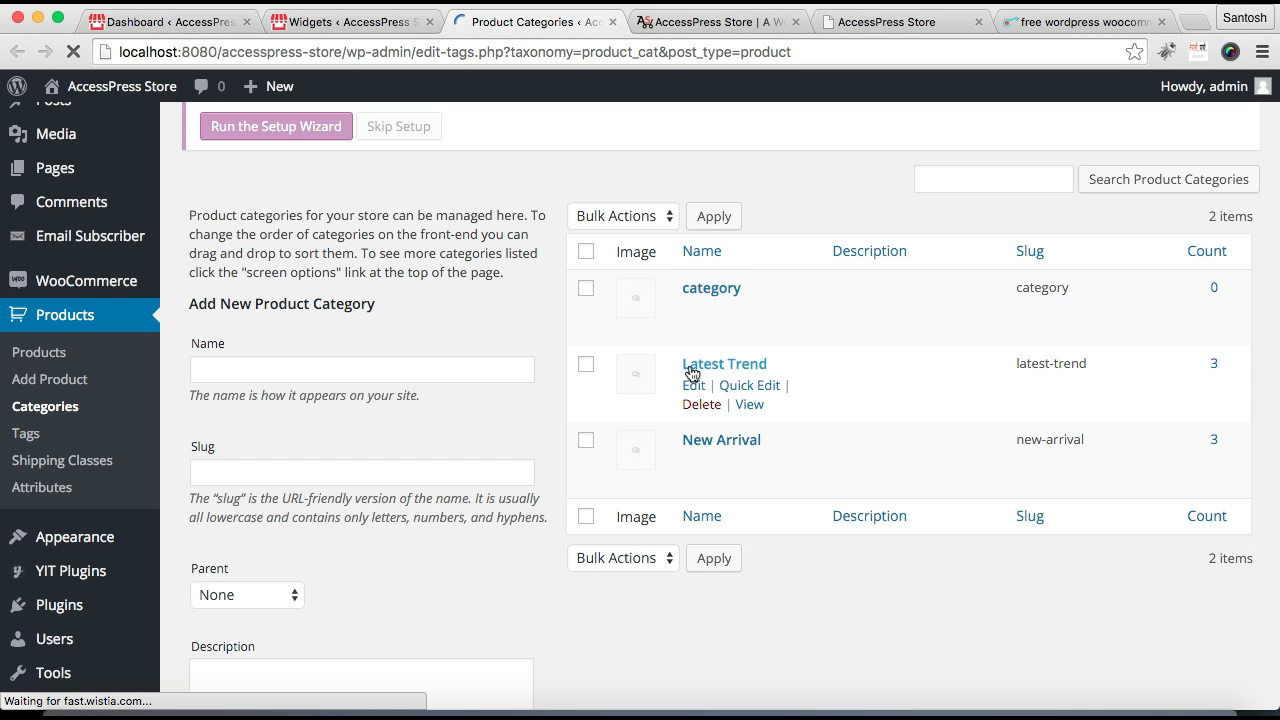 Dashboard ‹ AccessPres
Widgets ‹ AccessPress S
Product Categories ‹ Ac
AccessPress Store | A W
AccessPress Store
free wordpress woocom
Santosh
localhost:8080/accesspress-store/wp-admin/edit-tags.php?taxonomy=product_cat&post_type=product
AccessPress Store
0
New
Howdy, admin
Posts
Media
Pages
Comments
Email Subscriber
WooCommerce
Products
Products
Add Product
Categories
Tags
Shipping Classes
Attributes
Appearance
YIT Plugins
Plugins
Users
Tools
Run the Setup Wizard
Skip Setup
Search Product Categories
Product categories for your store can be managed here. To
change the order of categories on the front-end you can
drag and drop to sort them. To see more categories listed
click the "screen options" link at the top of the page.
Add New Product Category
Name
The name is how it appears on your site.
Slug
The “slug” is the URL-friendly version of the name. It is usually
all lowercase and contains only letters, numbers, and hyphens.
Parent
None
Description
Bulk Actions
Apply
2 items
Image Name Description Slug Count
category category 0
Latest Trend latest-trend 3
Edit | Quick Edit |
Delete | View
New Arrival new-arrival 3
Image Name Description Slug Count
Bulk Actions
Apply
2 items
Waiting for fast.wistia.com...